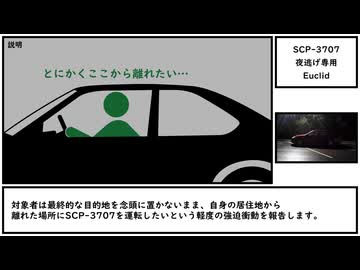 説明
とにかくここから離れたい…
SCP-3707
夜逃げ専用
Euclid
対象者は最終的な目的地を念頭に置かないまま、自身の居住地から
離れた場所にSCP-3707を運転したいという軽度の強迫衝動を報告します。